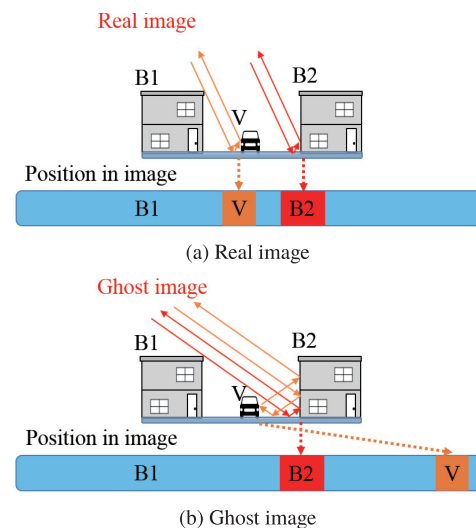 Real image
B1
B2
V
Position in image
B1 V B2
(a) Real image
Ghost image
B1
B2
V
Position in image
B1 B2 V
(b) Ghost image